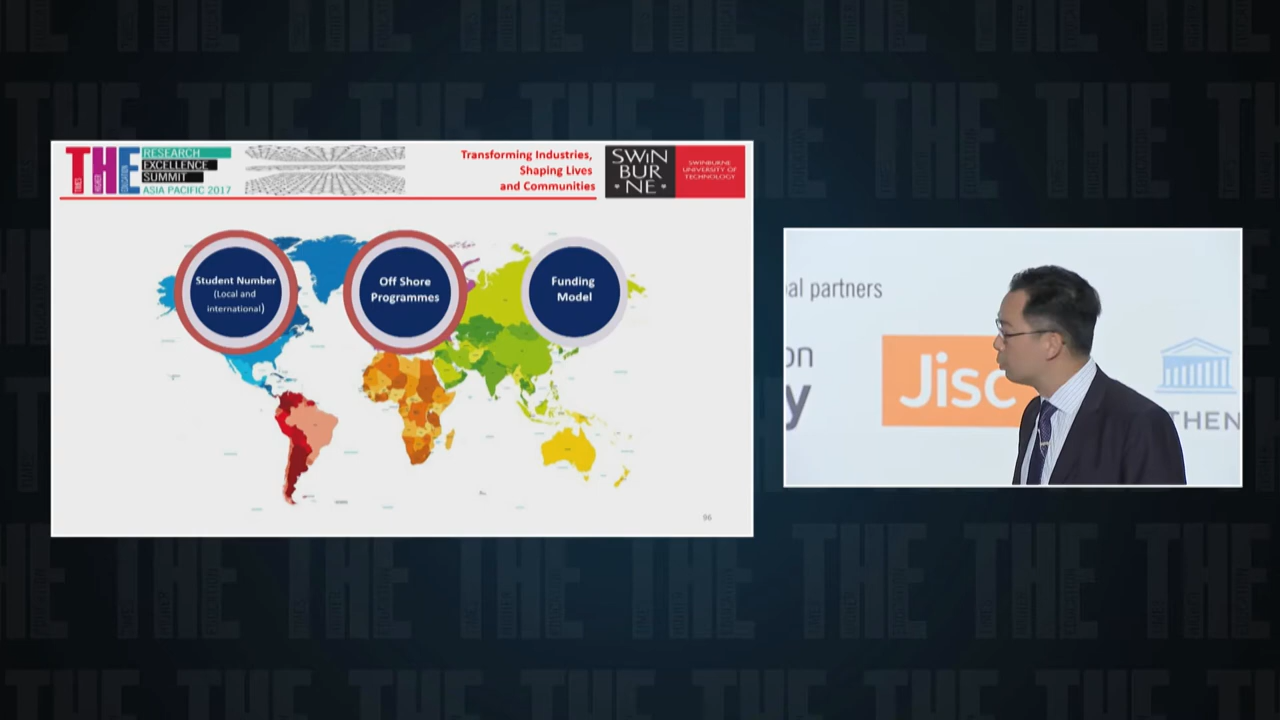 THE
TIMES
HIGHER
EDUCATION
RESEARCH
EXCELLENCE
SUMMIT
ASIA PACIFIC 2017
Transforming Industries,
Shaping Lives
and Communities
SWiN
BUR
NE
SWINBURNE
UNIVERSITY OF
TECHNOLOGY
Student Number
(Local and
international)
Off Shore
Programmes
Funding
Model
96
al partners
on
y
Jisc
THEN